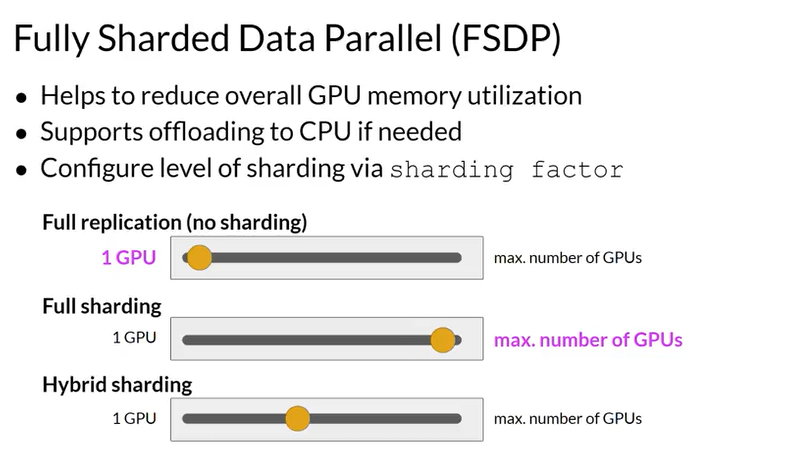 Fully Sharded Data Parallel (FSDP)
● Helps to reduce overall GPU memory utilization
● Supports offloading to CPU if needed
● Configure level of sharding via sharding factor
Full replication (no sharding)
1 GPU max. number of GPUs
Full sharding
1 GPU max. number of GPUs
Hybrid sharding
1 GPU max. number of GPUs